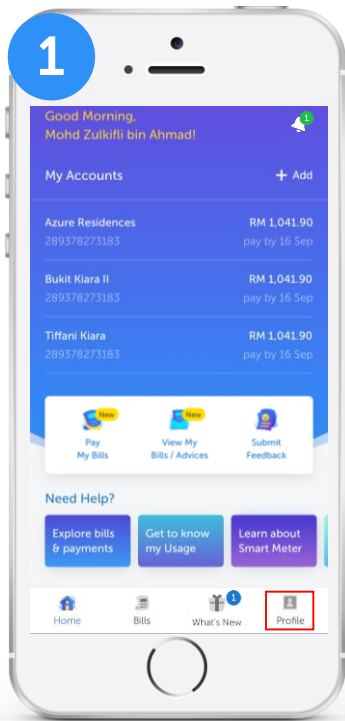 1
Good Morning,
Mohd Zulkifli bin Ahmad!
1
My Accounts
+ Add
Azure Residences RM 1,041.90
289378273183 pay by 16 Sep
Bukit Kiara II RM 1,041.90
289378273183 pay by 16 Sep
Tiffani Kiara RM 1,041.90
289378273183 pay by 16 Sep
New New
Pay View My Submit
My Bills Bills / Advices Feedback
Need Help?
Explore bills Get to know Learn about
& payments my Usage Smart Meter
1
Home Bills What's New Profile